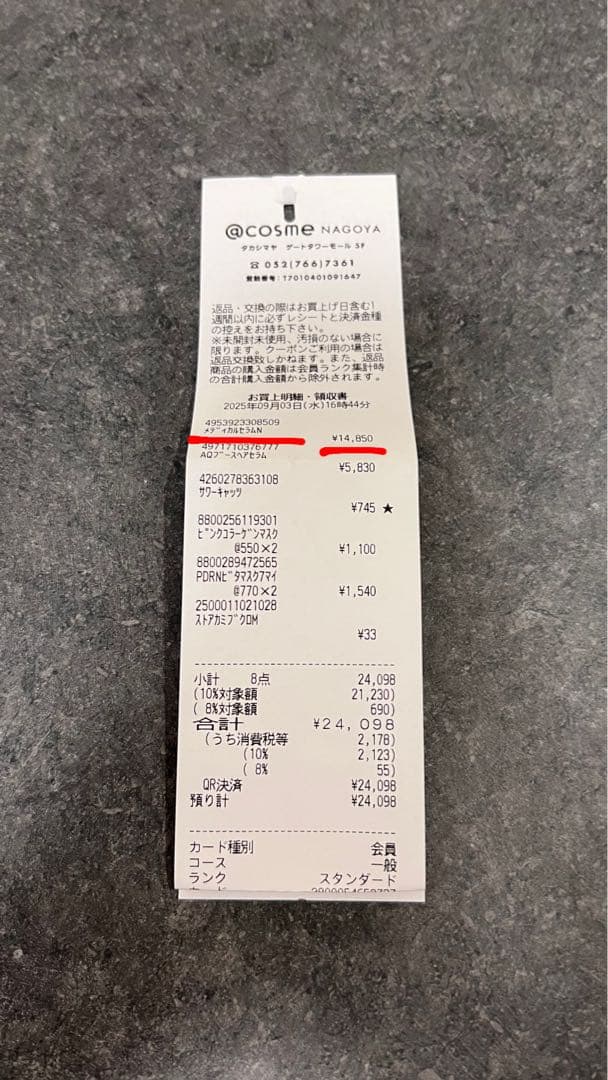 @cosme NAGOYA
タカシマヤ ゲートタワーモール 5F
☎ 052(766)7361
登録番号:T7010401091647
返品・交換の際はお買上げ日含む1
週間以内に必ずレシートと決済金種
の控えをお持ち下さい。
※未開封未使用、汚損のない場合に
限ります。クーポンご利用の場合は
返品交換致しかねます。また、返品
商品の購入金額は会員ランク集計時
の合計購入金額から除外されます。
お買上明細・領収書
2025年09月03日(水)16時44分
4953923308509
メディカルセラムN
¥14,850
4971710376777
AQブースヘアセラム
¥5,830
4260278363108
サワーキャッツ
¥745 ★
8800256119301
ピンクコラーゲンマスク
@550×2 ¥1,100
8800289472565
PDRNビタマスク7マイ
@770×2 ¥1,540
2500011021028
ストアカミブクロM
¥33
小計 8点 24,098
(10%対象額 21,230)
( 8%対象額 690)
合計 ¥24,098
(うち消費税等 2,178)
(10% 2,123)
( 8% 55)
QR決済 ¥24,098
預り計 ¥24,098
カード種別 会員
コース 一般
ランク スタンダード